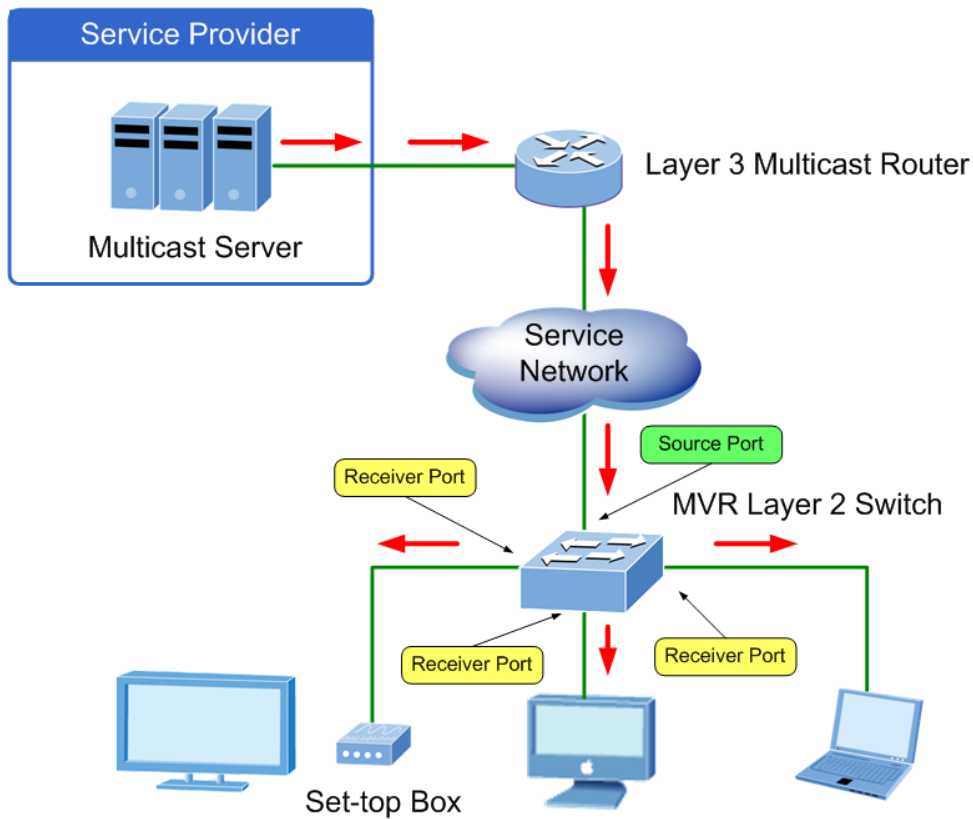 Service Provider
Multicast Server
Layer 3 Multicast Router
Service
Network
Source Port
Receiver Port
MVR Layer 2 Switch
Receiver Port
Receiver Port
Set-top Box